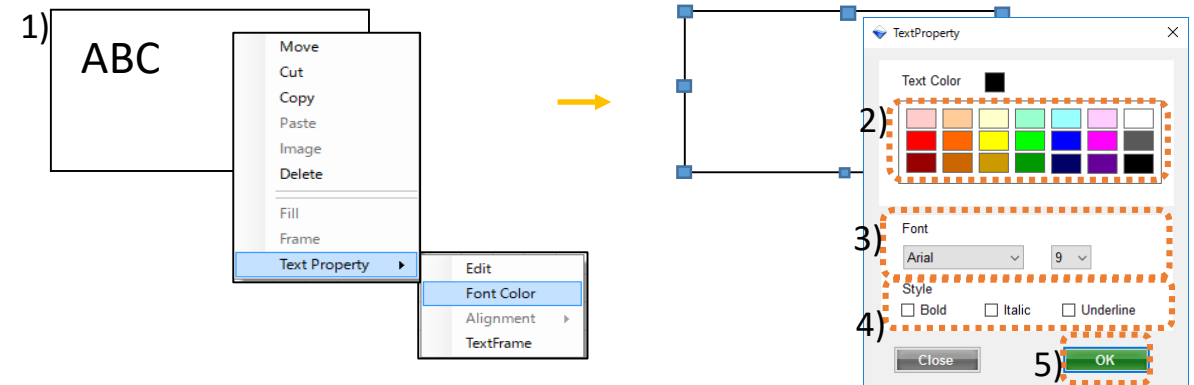 1)
ABC
Move
Cut
Copy
Paste
Image
Delete
Fill
Frame
Text Property
Edit
Font Color
Alignment
TextFrame
TextProperty
Text Color
2)
3)
Font
Arial 9
4)
Style
Bold Italic Underline
Close
5)
OK